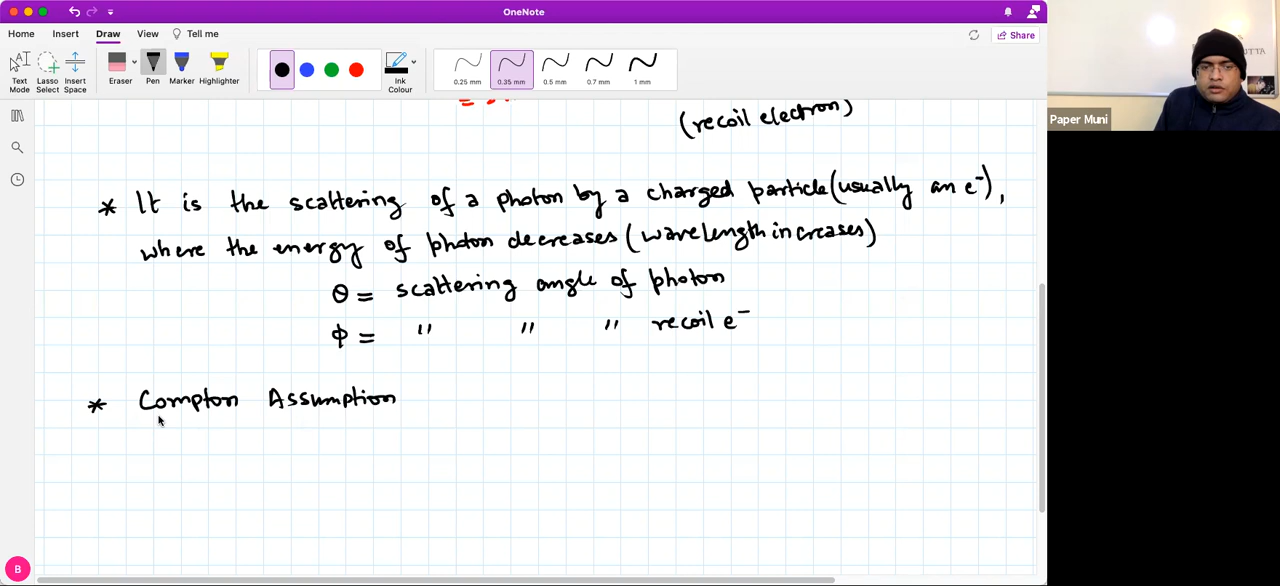 OneNote
Home Insert Draw View Tell me
Share
Text Mode
Lasso Select
Insert Space
Eraser
Pen
Marker
Highlighter
Ink Colour
0.25 mm 0.35 mm 0.5 mm 0.7 mm 1 mm
Paper Muni
(recoil electron)
* It is the scattering of a photon by a charged particle (usually an e⁻),
where the energy of photon decreases (wavelength increases)
θ = scattering angle of photon
ϕ = " " " recoil e⁻
* Compton Assumption
B